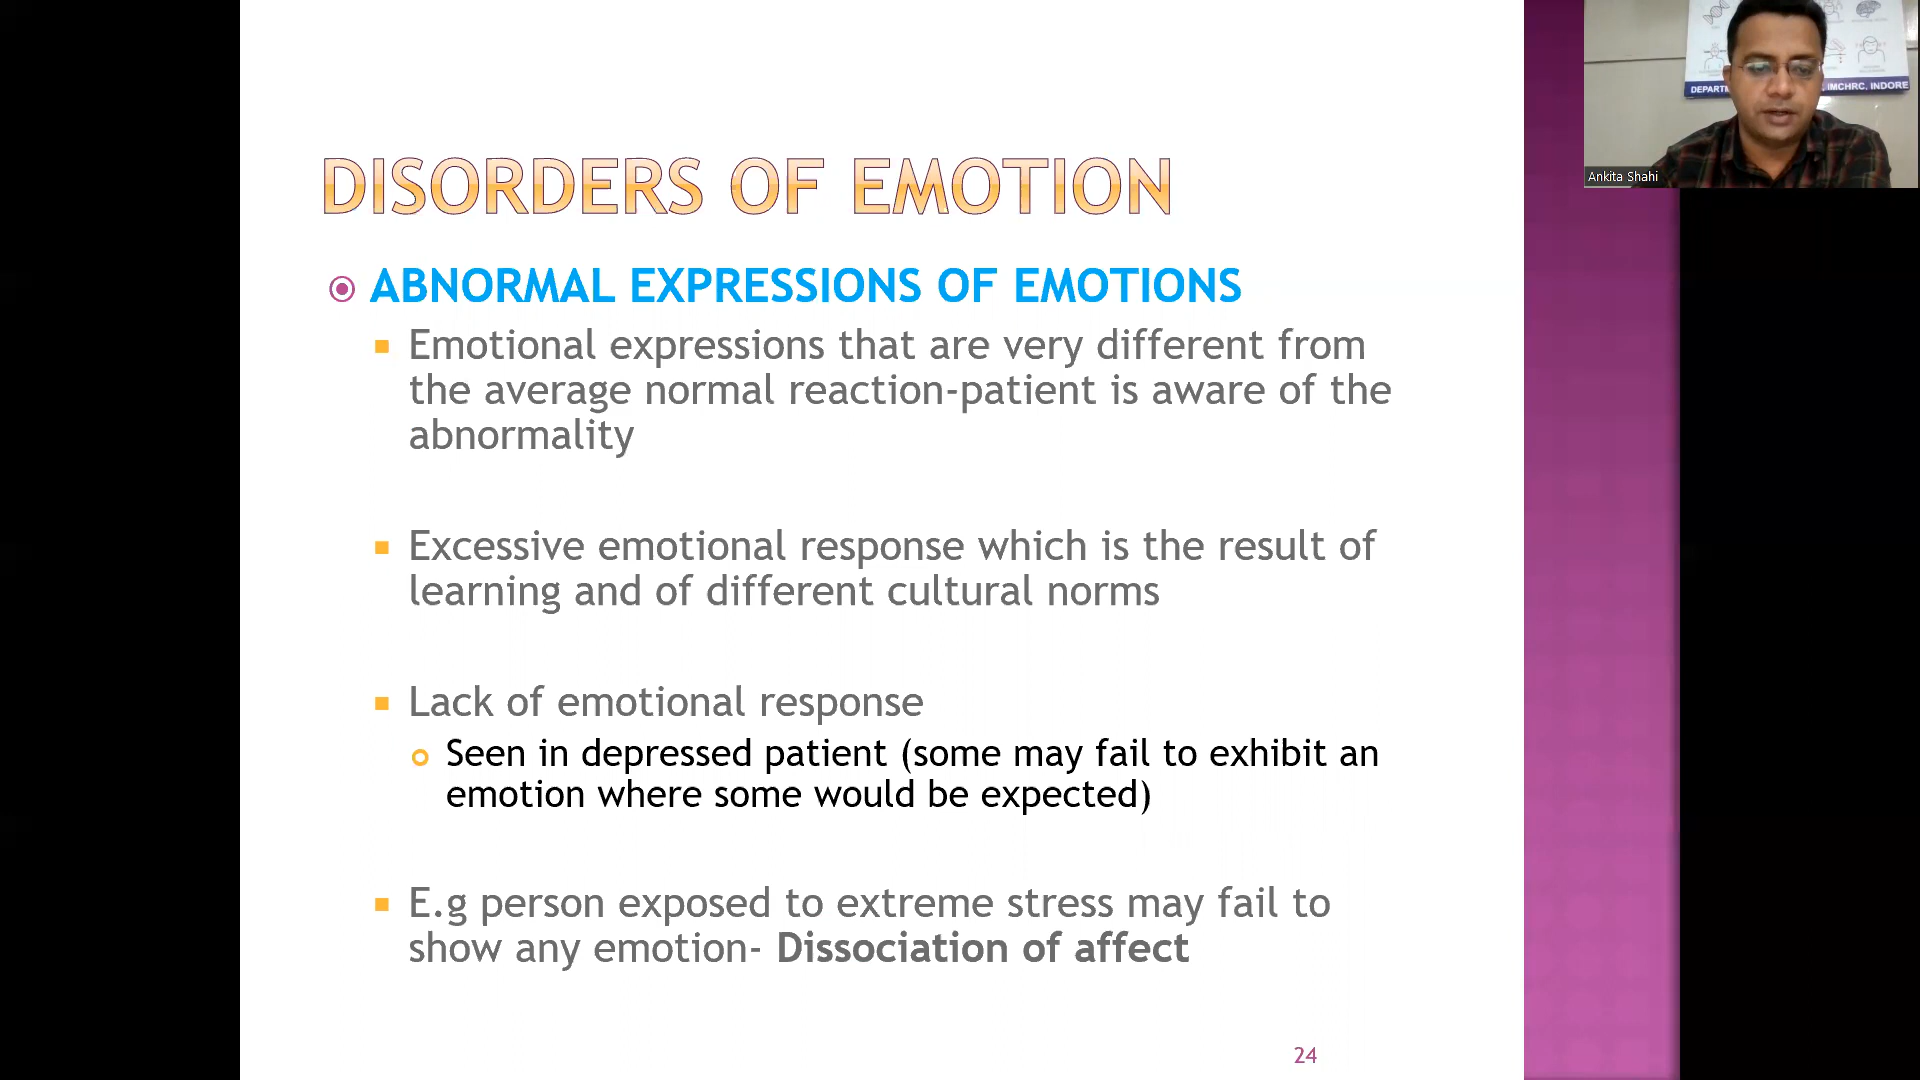 DISORDERS OF EMOTION
ABNORMAL EXPRESSIONS OF EMOTIONS
Emotional expressions that are very different from
the average normal reaction-patient is aware of the
abnormality
Excessive emotional response which is the result of
learning and of different cultural norms
Lack of emotional response
Seen in depressed patient (some may fail to exhibit an
emotion where some would be expected)
E.g person exposed to extreme stress may fail to
show any emotion- Dissociation of affect
24
IMCHRC, INDORE
Ankita Shahi